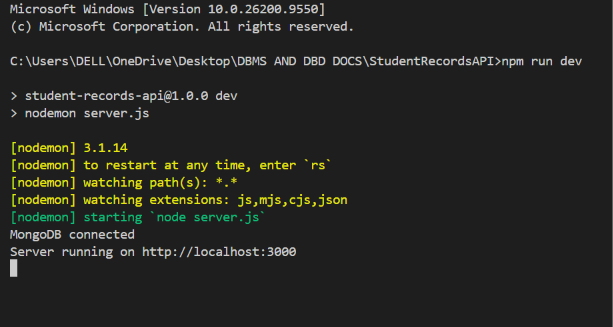 Microsoft Windows [Version 10.0.26200.9550]
(c) Microsoft Corporation. All rights reserved.
C:\Users\DELL\OneDrive\Desktop\DBMS AND DBD DOCS\StudentRecordsAPI>npm run dev
> student-records-api@1.0.0 dev
> nodemon server.js
[nodemon] 3.1.14
[nodemon] to restart at any time, enter `rs`
[nodemon] watching path(s): *.*
[nodemon] watching extensions: js,mjs,cjs,json
[nodemon] starting `node server.js`
MongoDB connected
Server running on http://localhost:3000